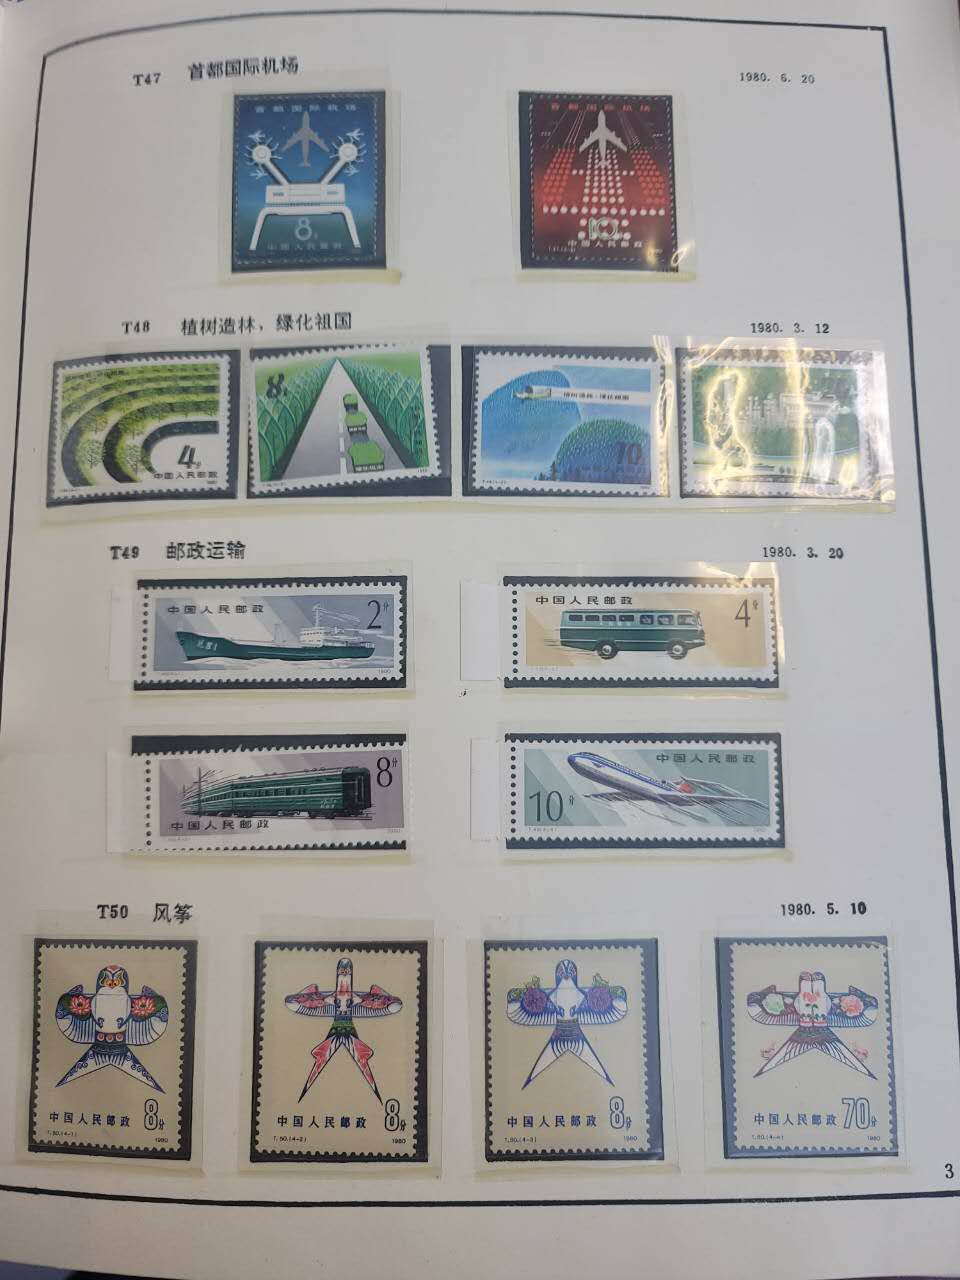 T47 首都国际机场 1980. 6. 20
首都国际机场
8分
中国人民邮政
首都国际机场
10分
中国人民邮政
T48 植树造林，绿化祖国 1980. 3. 12
4分
中国人民邮政
8
绿化祖国
1980
植树造林·绿化祖国
10
T49 邮政运输 1980. 3. 20
中国人民邮政 2分
1980
中国人民邮政 4分
8分
中国人民邮政
1980
中国人民邮政
10分
T50 风筝 1980. 5. 10
中国人民邮政 8分
T.50.(4-1) 1980
中国人民邮政 8分
T.50.(4-2) 1980
中国人民邮政 8分
T.50.(4-3) 1980
中国人民邮政 70分
T.50.(4-4) 1980
3